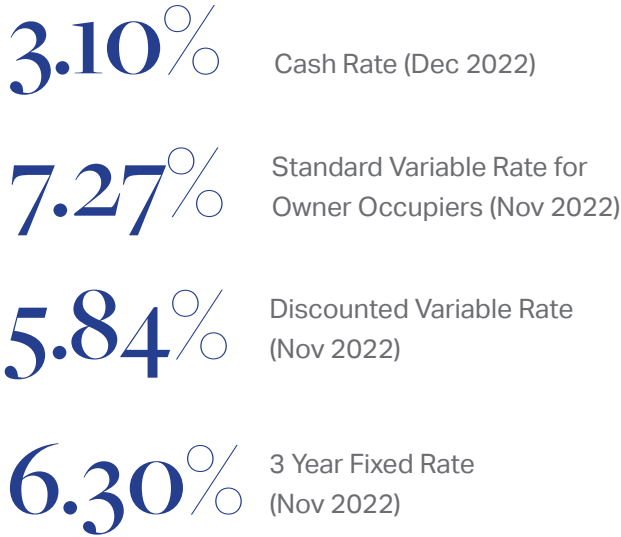 3.10%
Cash Rate (Dec 2022)
7.27%
Standard Variable Rate for
Owner Occupiers (Nov 2022)
5.84%
Discounted Variable Rate
(Nov 2022)
6.30%
3 Year Fixed Rate
(Nov 2022)